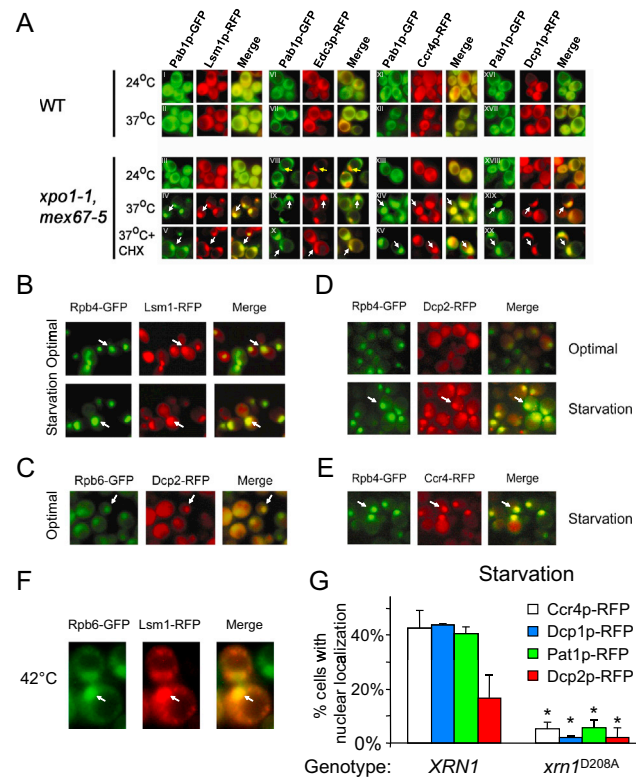 A
Pab1p-GFP Lsm1p-RFP Merge Pab1p-GFP Edc3p-RFP Merge Pab1p-GFP Ccr4p-RFP Merge Pab1p-GFP Dcp1p-RFP Merge
WT
24°C I VI XI XVI
37°C II VII XII XVII
xpo1-1, mex67-5
24°C III VIII XIII XVIII
37°C IV IX XIV XIX
37°C+ CHX V X XV XX
B
Rpb4-GFP Lsm1-RFP Merge
Optimal
Starvation
D
Rpb4-GFP Dcp2-RFP Merge
Optimal
Starvation
C
Rpb6-GFP Dcp2-RFP Merge
Optimal
E
Rpb4-GFP Ccr4-RFP Merge
Starvation
F
Rpb6-GFP Lsm1-RFP Merge
42°C
G
Starvation
% cells with nuclear localization
40%
20%
0%
Ccr4p-RFP
Dcp1p-RFP
Pat1p-RFP
Dcp2p-RFP
* * * *
Genotype: XRN1 xrn1D208A